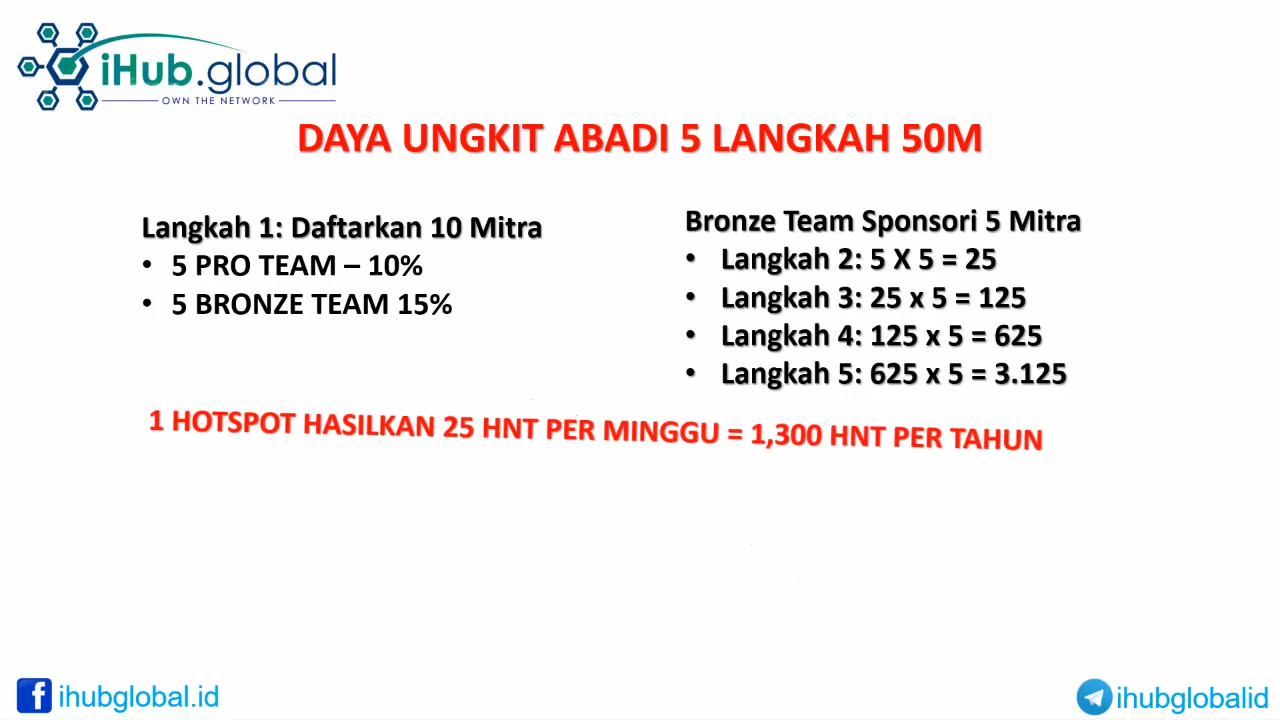 iHub.global
OWN THE NETWORK
DAYA UNGKIT ABADI 5 LANGKAH 50M
Langkah 1: Daftarkan 10 Mitra
• 5 PRO TEAM – 10%
• 5 BRONZE TEAM 15%
Bronze Team Sponsori 5 Mitra
• Langkah 2: 5 X 5 = 25
• Langkah 3: 25 x 5 = 125
• Langkah 4: 125 x 5 = 625
• Langkah 5: 625 x 5 = 3.125
1 HOTSPOT HASILKAN 25 HNT PER MINGGU = 1,300 HNT PER TAHUN
ihubglobal.id
ihubglobalid